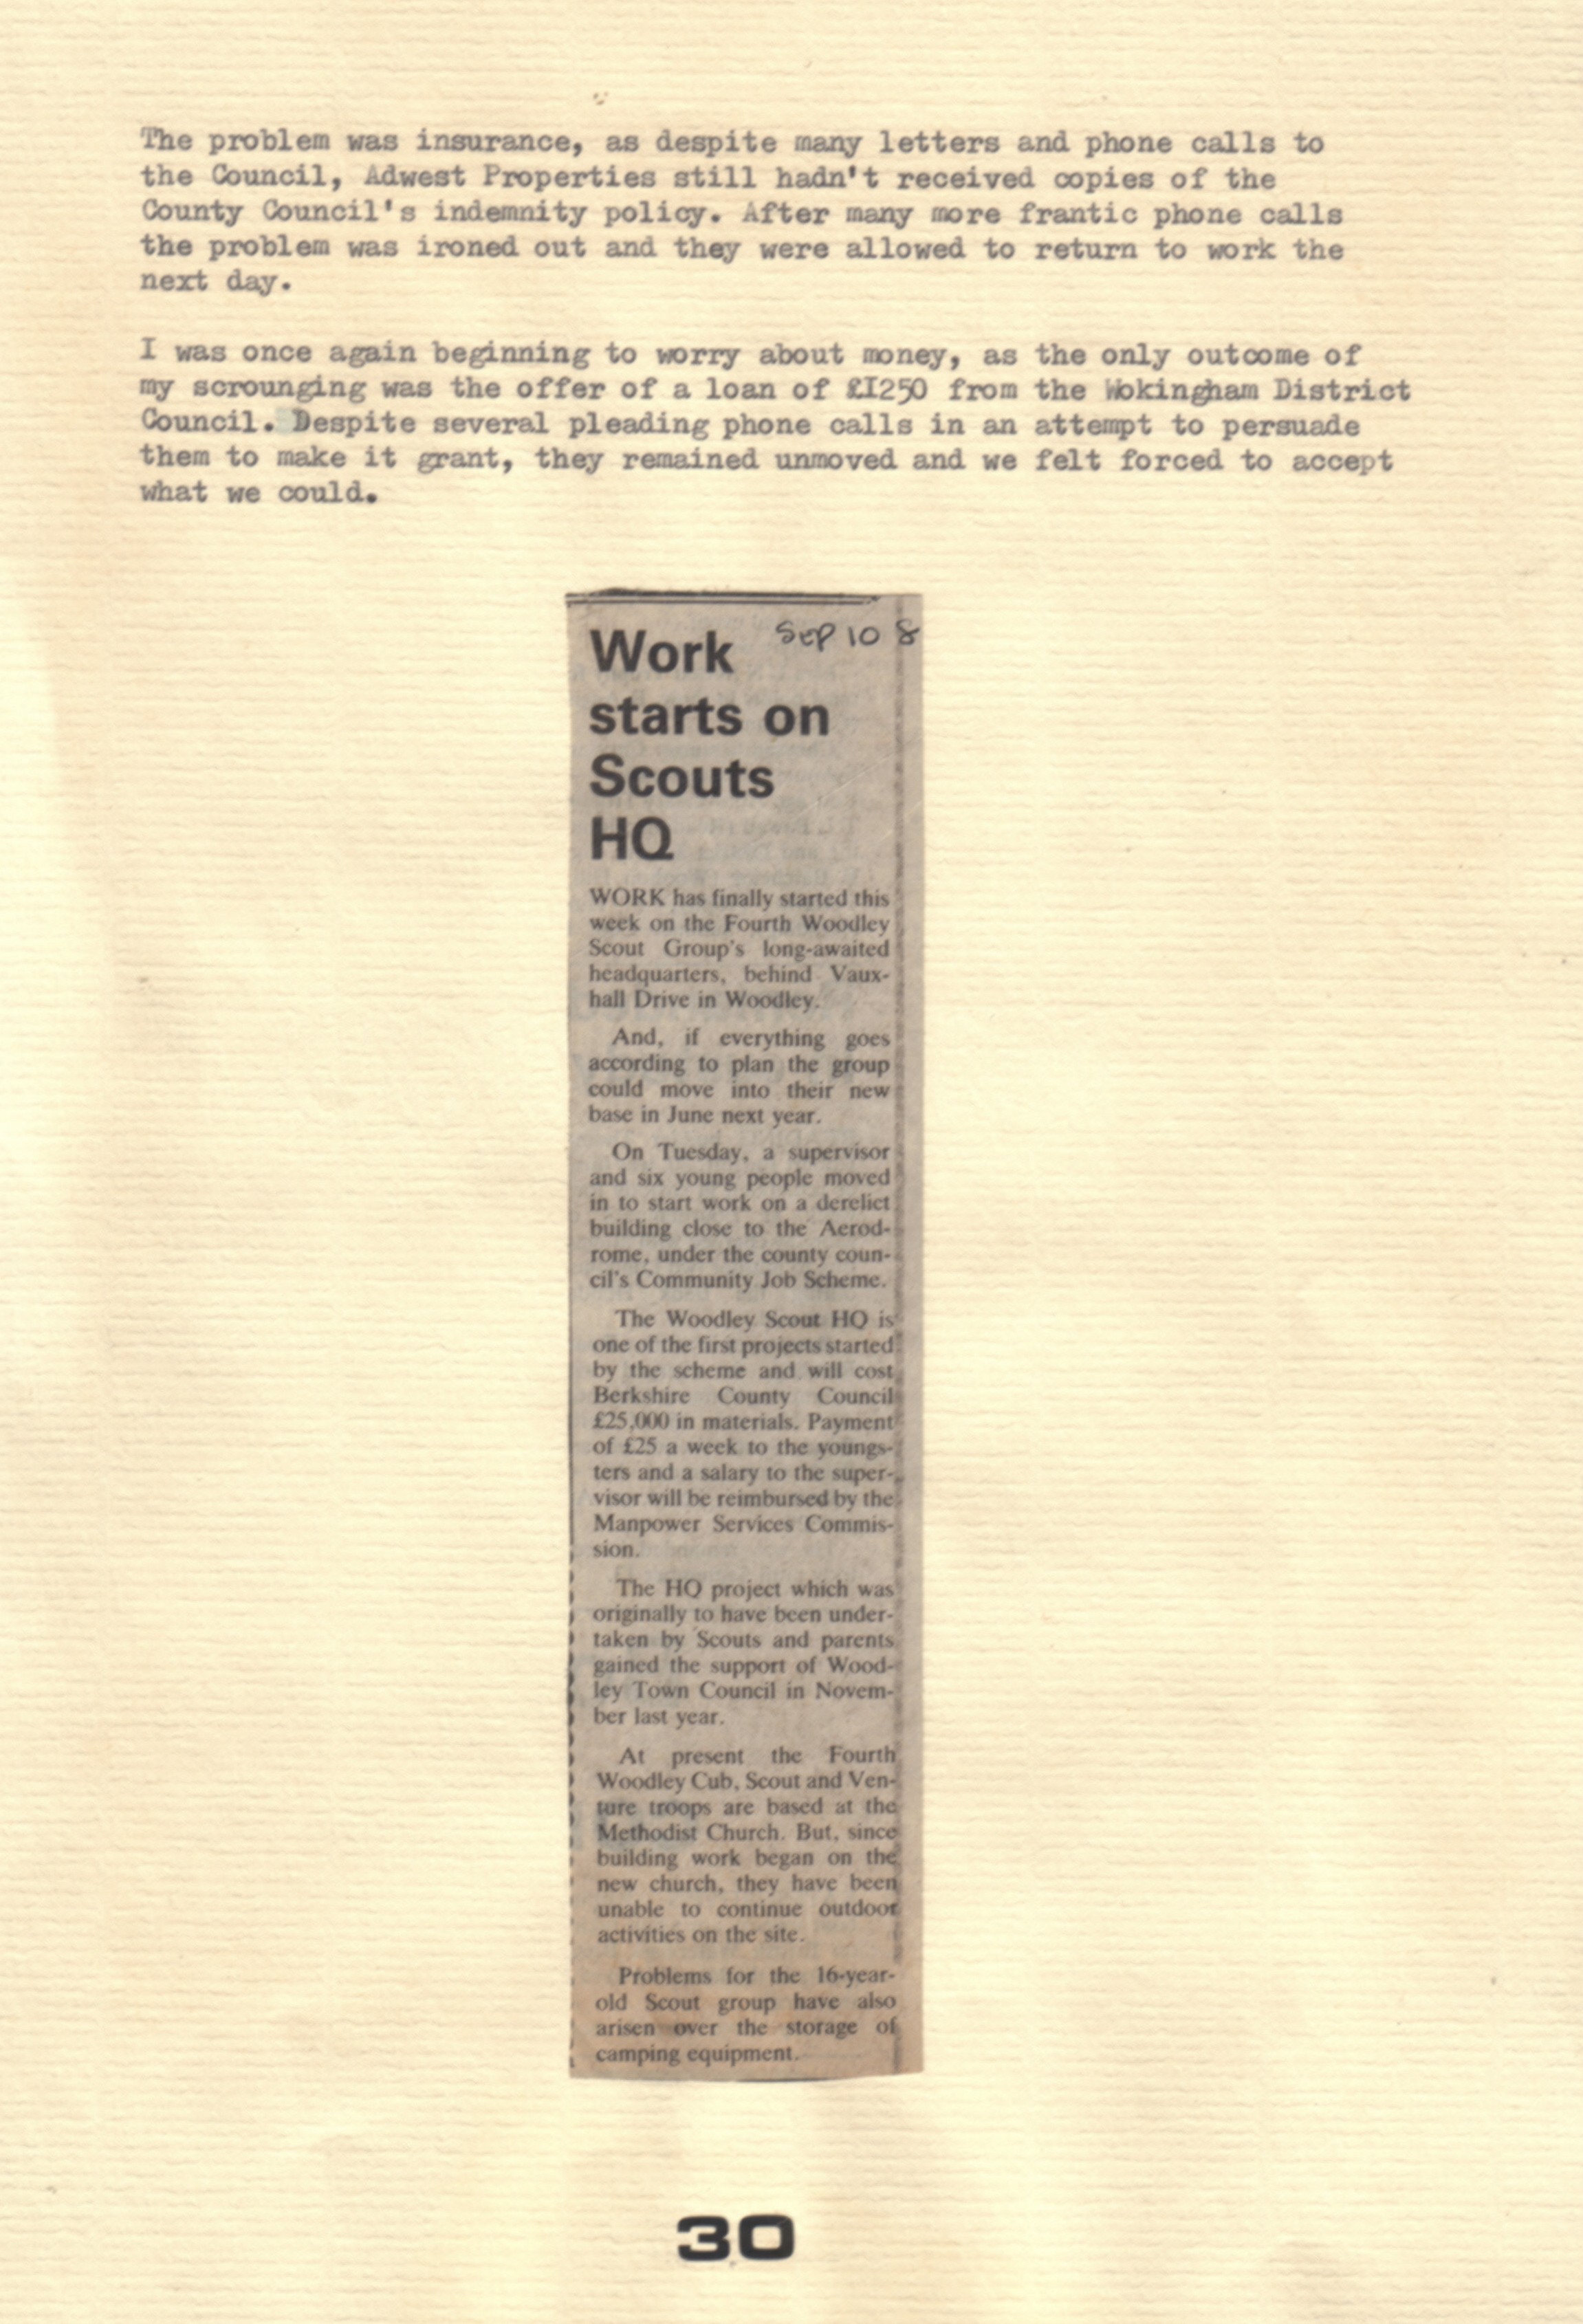 The problem was insurance, as despite many letters and phone calls to
the Council, Adwest Properties still hadn't received copies of the
County Council's indemnity policy. After many more frantic phone calls
the problem was ironed out and they were allowed to return to work the
next day.
I was once again beginning to worry about money, as the only outcome of
my scrounging was the offer of a loan of £I250 from the Wokingham District
Council. Despite several pleading phone calls in an attempt to persuade
them to make it grant, they remained unmoved and we felt forced to accept
what we could.
Sep 10 8
Work
starts on
Scouts
HQ
WORK has finally started this
week on the Fourth Woodley
Scout Group's long-awaited
headquarters, behind Vaux-
hall Drive in Woodley.
And, if everything goes
according to plan the group
could move into their new
base in June next year.
On Tuesday, a supervisor
and six young people moved
in to start work on a derelict
building close to the Aerod-
rome, under the county coun-
cil's Community Job Scheme.
The Woodley Scout HQ is
one of the first projects started
by the scheme and will cost
Berkshire County Council
£25,000 in materials. Payment
of £25 a week to the youngs-
ters and a salary to the super-
visor will be reimbursed by the
Manpower Services Commis-
sion.
The HQ project which was
originally to have been under-
taken by Scouts and parents
gained the support of Wood-
ley Town Council in Novem-
ber last year.
At present the Fourth
Woodley Cub, Scout and Ven-
ture troops are based at the
Methodist Church. But, since
building work began on the
new church, they have been
unable to continue outdoor
activities on the site.
Problems for the 16-year-
old Scout group have also
arisen over the storage of
camping equipment.
30